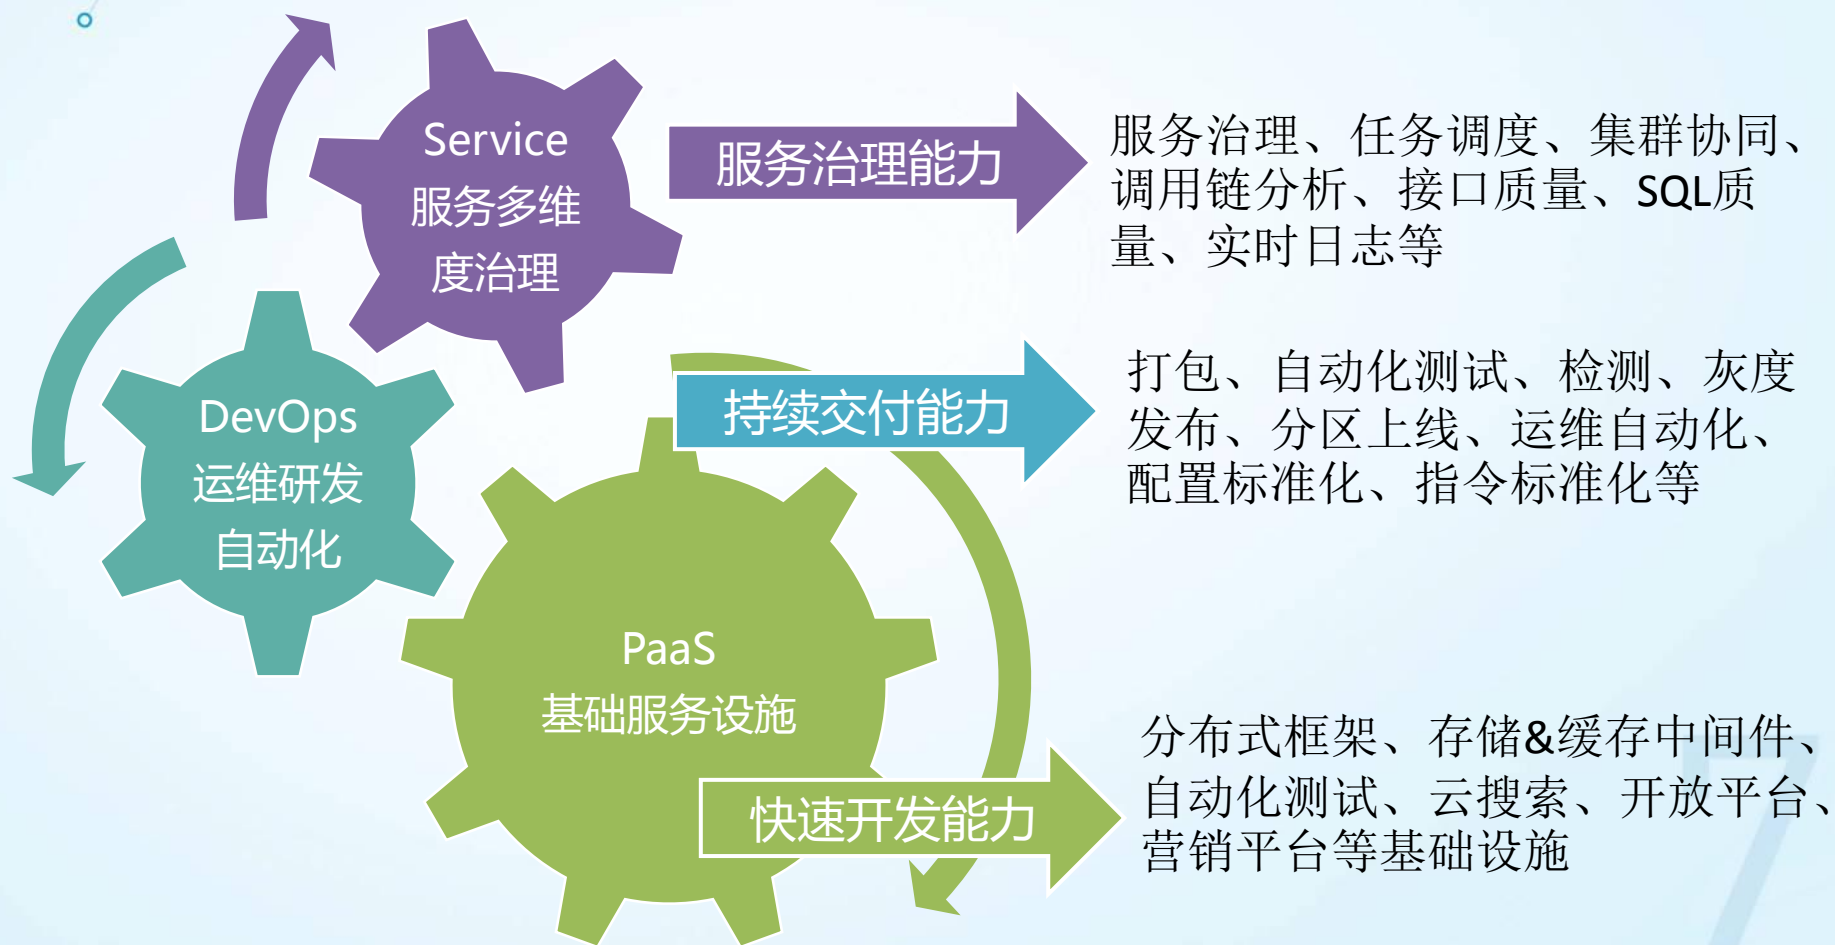 Service
服务多维
度治理
服务治理能力
服务治理、任务调度、集群协同、
调用链分析、接口质量、SQL质
量、实时日志等
DevOps
运维研发
自动化
持续交付能力
打包、自动化测试、检测、灰度
发布、分区上线、运维自动化、
配置标准化、指令标准化等
PaaS
基础服务设施
快速开发能力
分布式框架、存储&缓存中间件、
自动化测试、云搜索、开放平台、
营销平台等基础设施
7